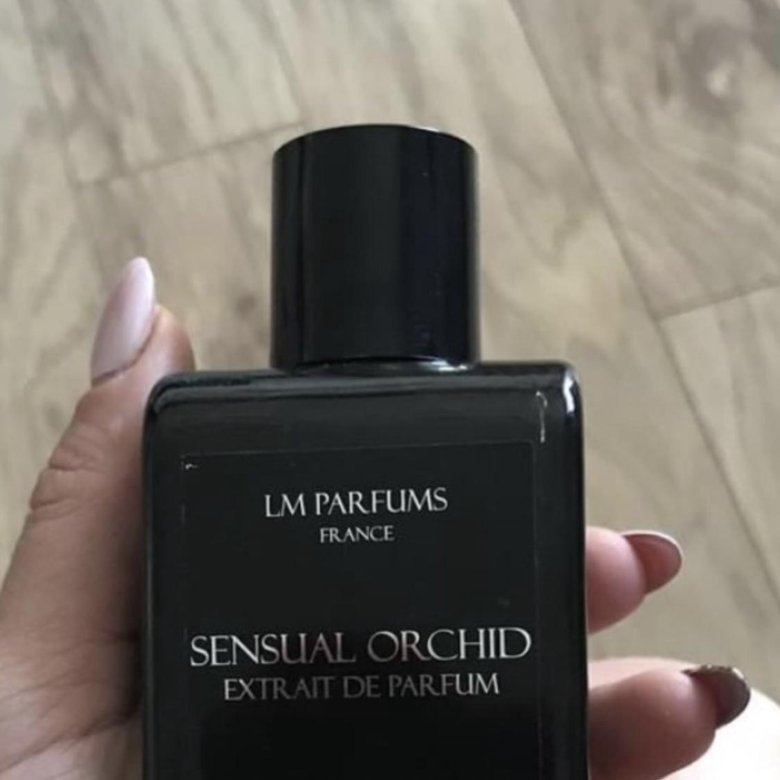 LM PARFUMS
FRANCE
SENSUAL ORCHID
EXTRAIT DE PARFUM